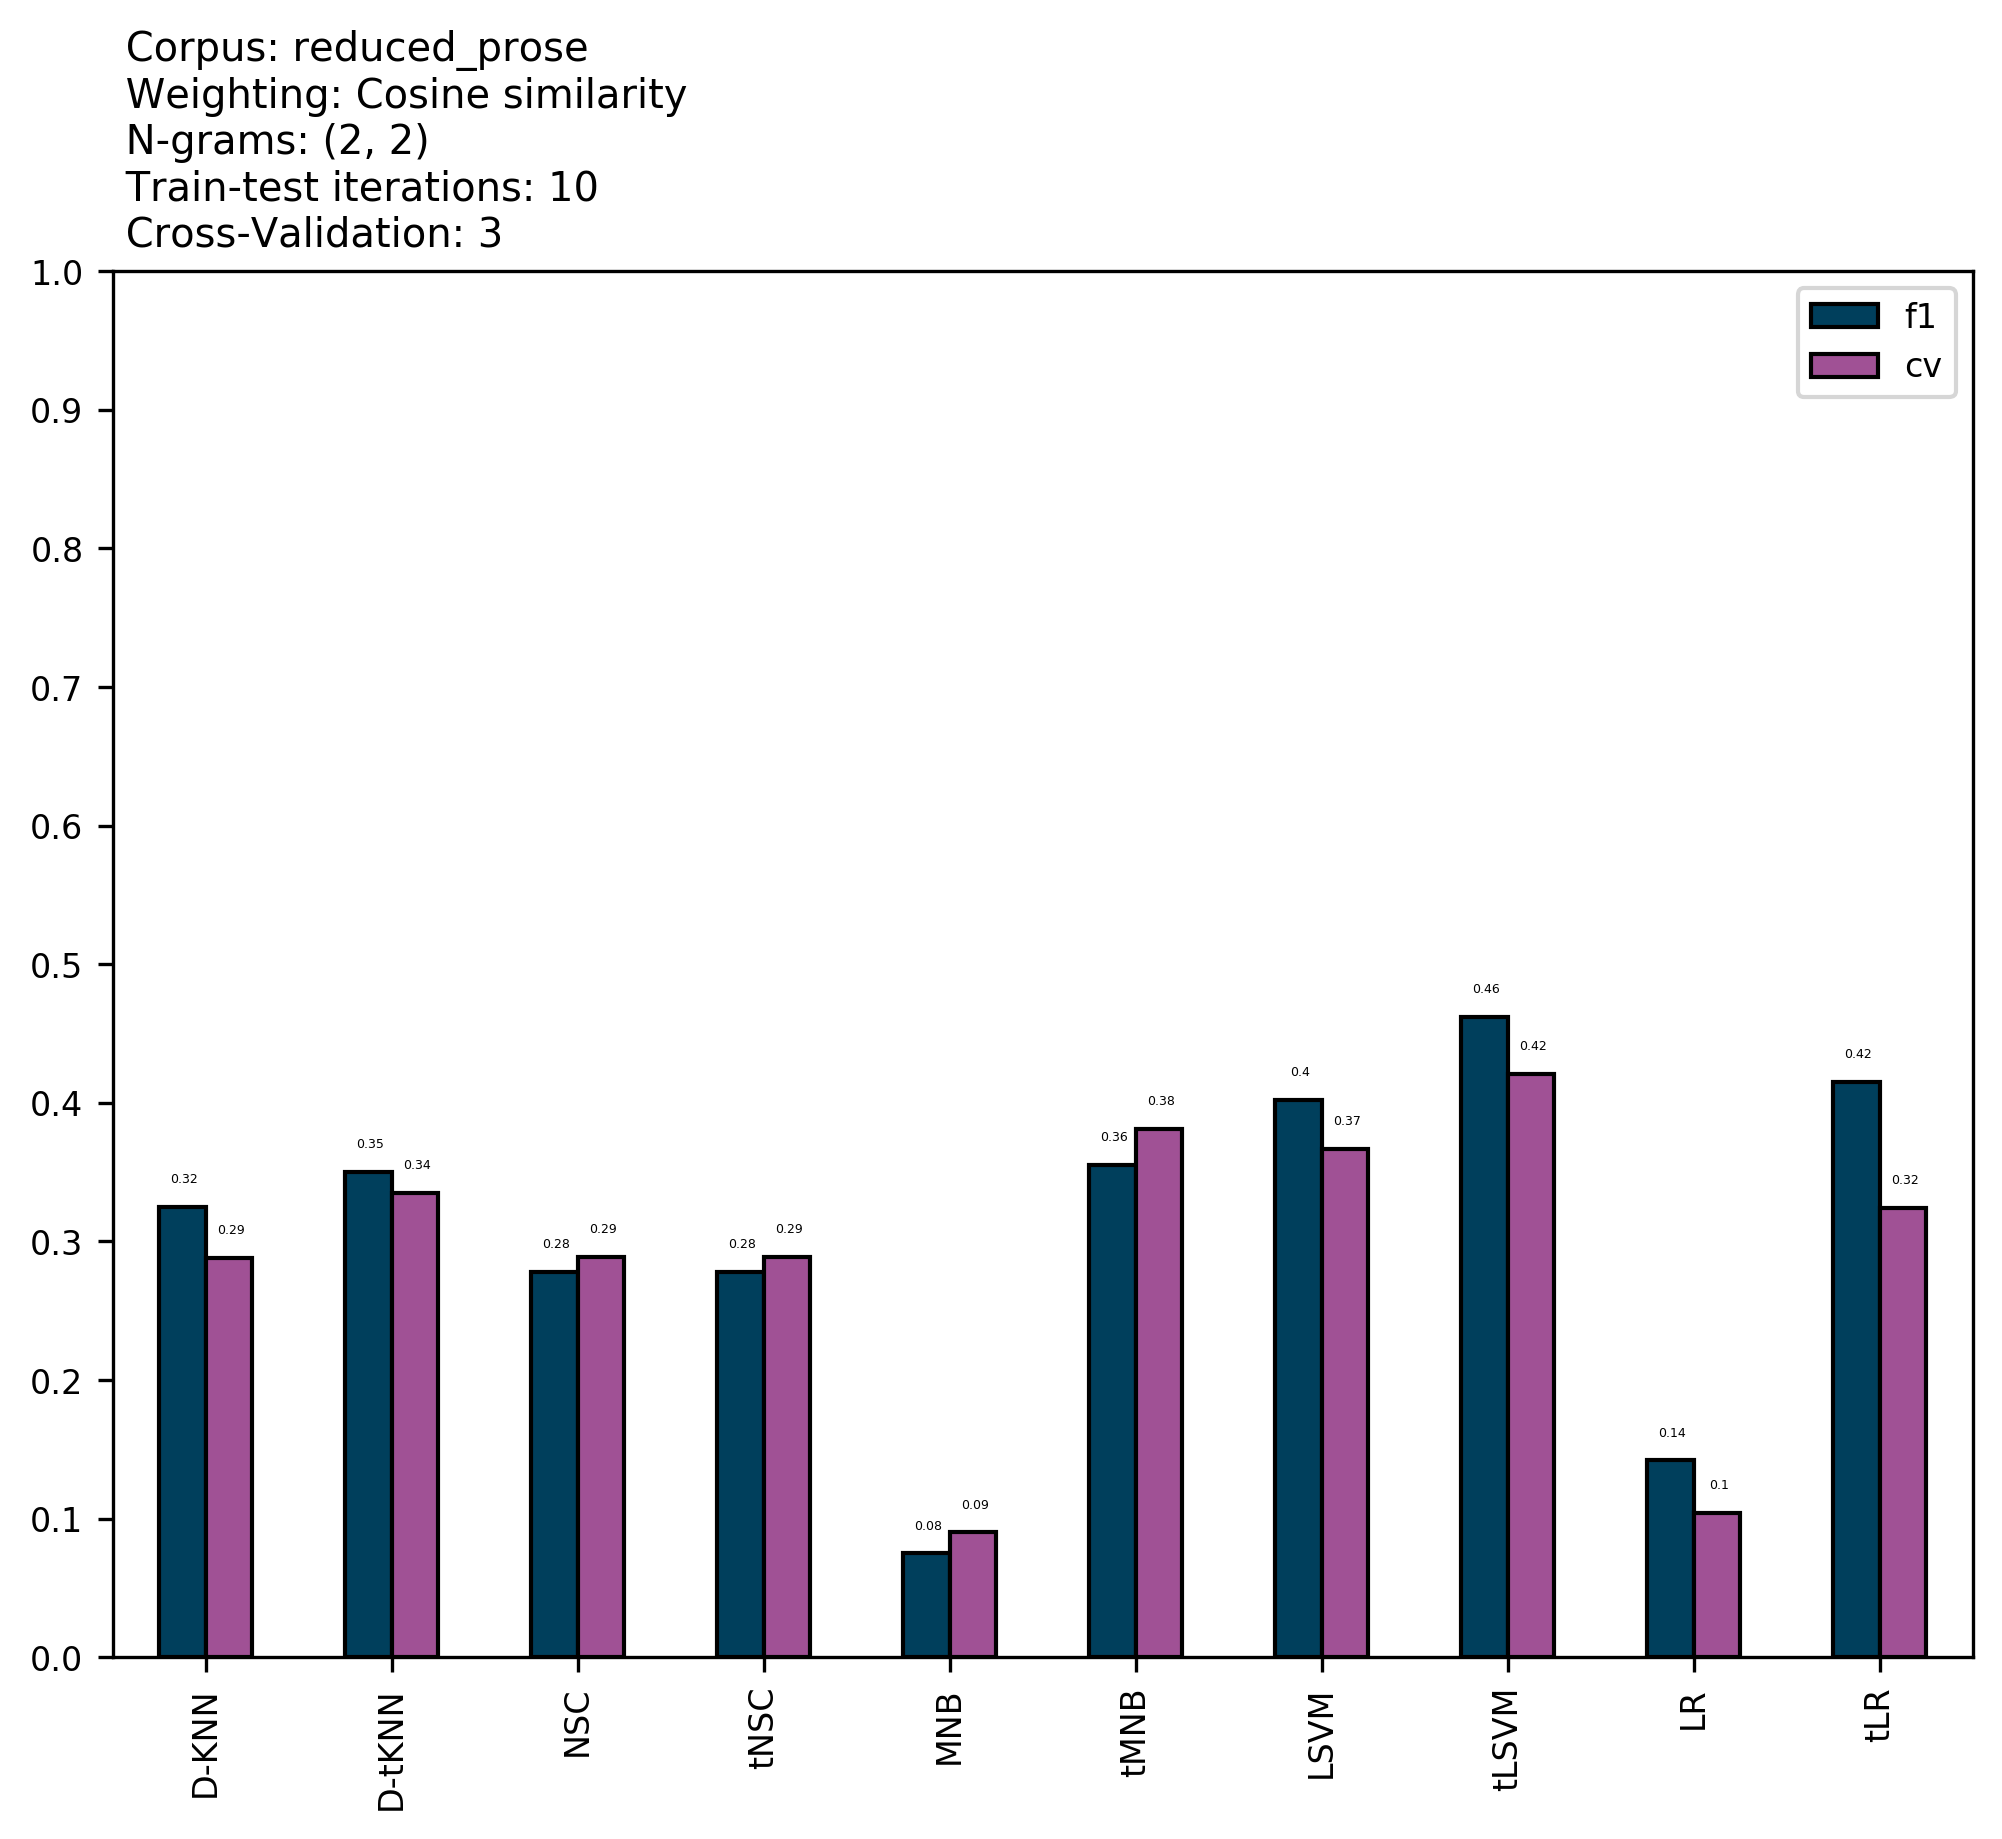 Corpus: reduced_prose
Weighting: Cosine similarity
N-grams: (2, 2)
Train-test iterations: 10
Cross-Validation: 3
1.0
0.9
0.8
0.7
0.6
0.5
0.4
0.3
0.2
0.1
0.0
f1
cv
0.32
0.29
0.35
0.34
0.28
0.29
0.28
0.29
0.08
0.09
0.36
0.38
0.4
0.37
0.46
0.42
0.14
0.1
0.42
0.32
D-KNN
D-tKNN
NSC
tNSC
MNB
tMNB
LSVM
tLSVM
LR
tLR